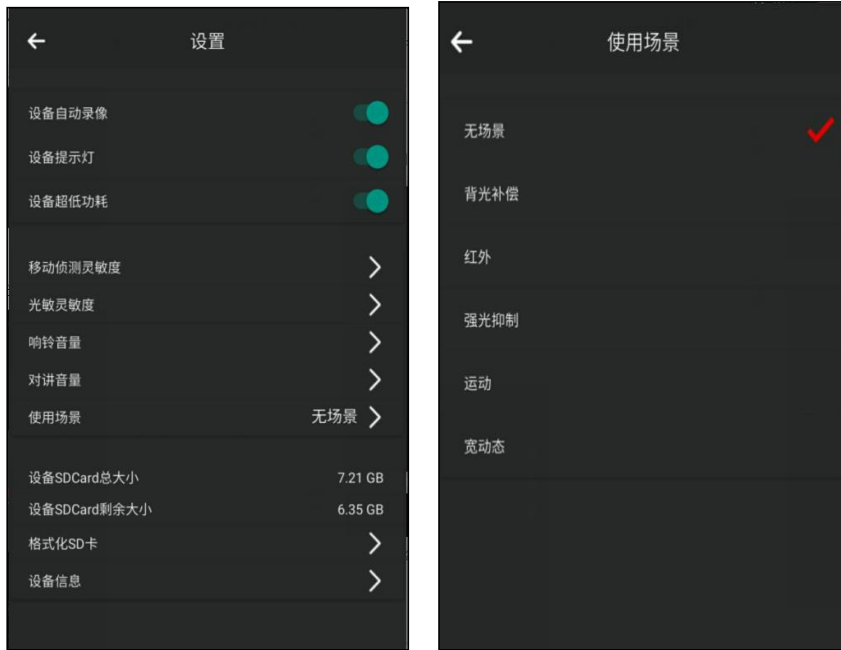 设置
设备自动录像
设备提示灯
设备超低功耗
移动侦测灵敏度
光敏灵敏度
响铃音量
对讲音量
使用场景 无场景
设备SDCard总大小 7.21 GB
设备SDCard剩余大小 6.35 GB
格式化SD卡
设备信息
使用场景
无场景
背光补偿
红外
强光抑制
运动
宽动态